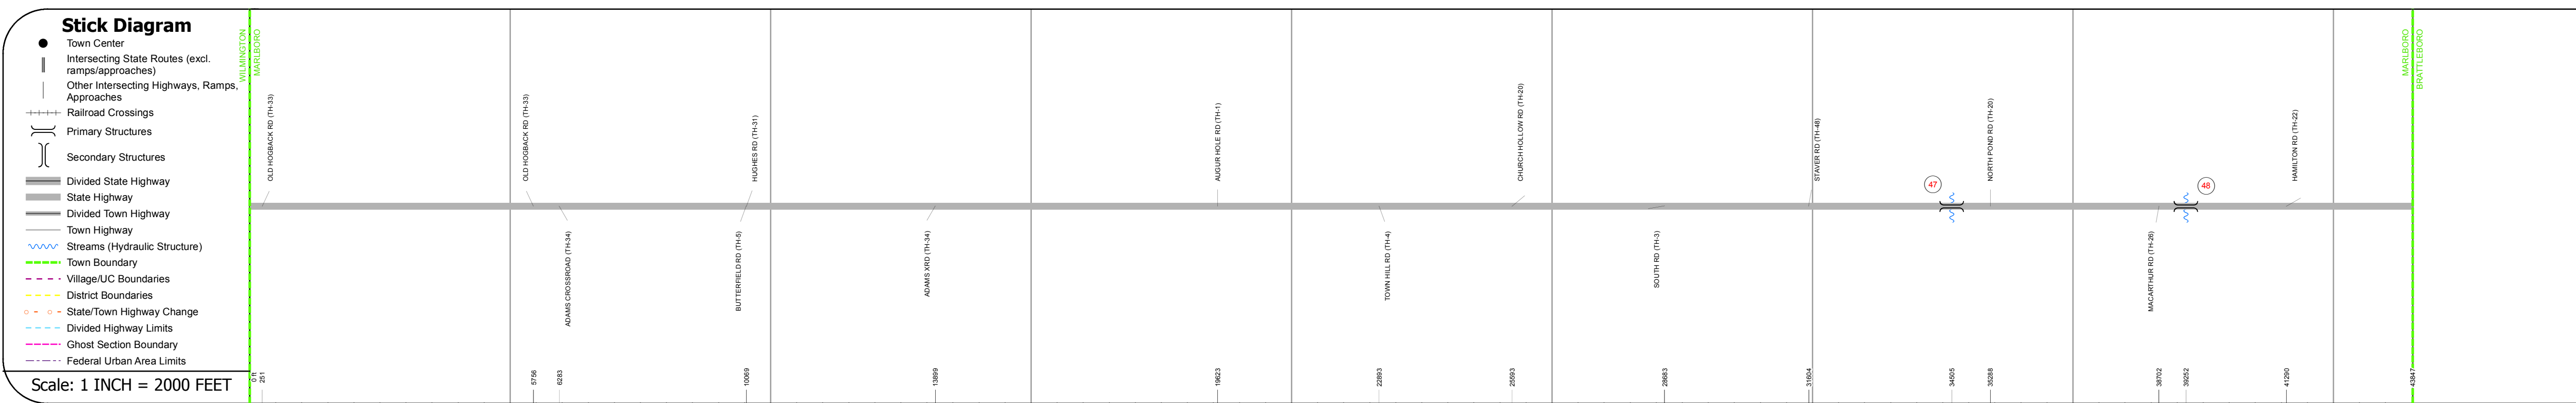 Stick Diagram
Town Center
Intersecting State Routes (excl.
ramps/approaches)
Other Intersecting Highways, Ramps,
Approaches
Railroad Crossings
Primary Structures
Secondary Structures
Divided State Highway
State Highway
Divided Town Highway
Town Highway
Streams (Hydraulic Structure)
Town Boundary
Village/UC Boundaries
District Boundaries
State/Town Highway Change
Divided Highway Limits
Ghost Section Boundary
Federal Urban Area Limits
Scale: 1 INCH = 2000 FEET
WILMINGTON
MARLBORO
OLD HOGBACK RD (TH-33)
OLD HOGBACK RD (TH-33)
ADAMS CROSSROAD (TH-34)
BUTTERFIELD RD (TH-5)
HUGHES RD (TH-31)
ADAMS XRD (TH-34)
AUGUR HOLE RD (TH-1)
TOWN HILL RD (TH-4)
CHURCH HOLLOW RD (TH-20)
SOUTH RD (TH-3)
STAVER RD (TH-48)
47
NORTH POND RD (TH-20)
MACARTHUR RD (TH-26)
48
HAMILTON RD (TH-22)
MARLBORO
BRATTLEBORO
0 ft
251
5756
6283
10069
13899
19623
22893
25593
28683
31604
34505
35288
38702
39252
41290
43847